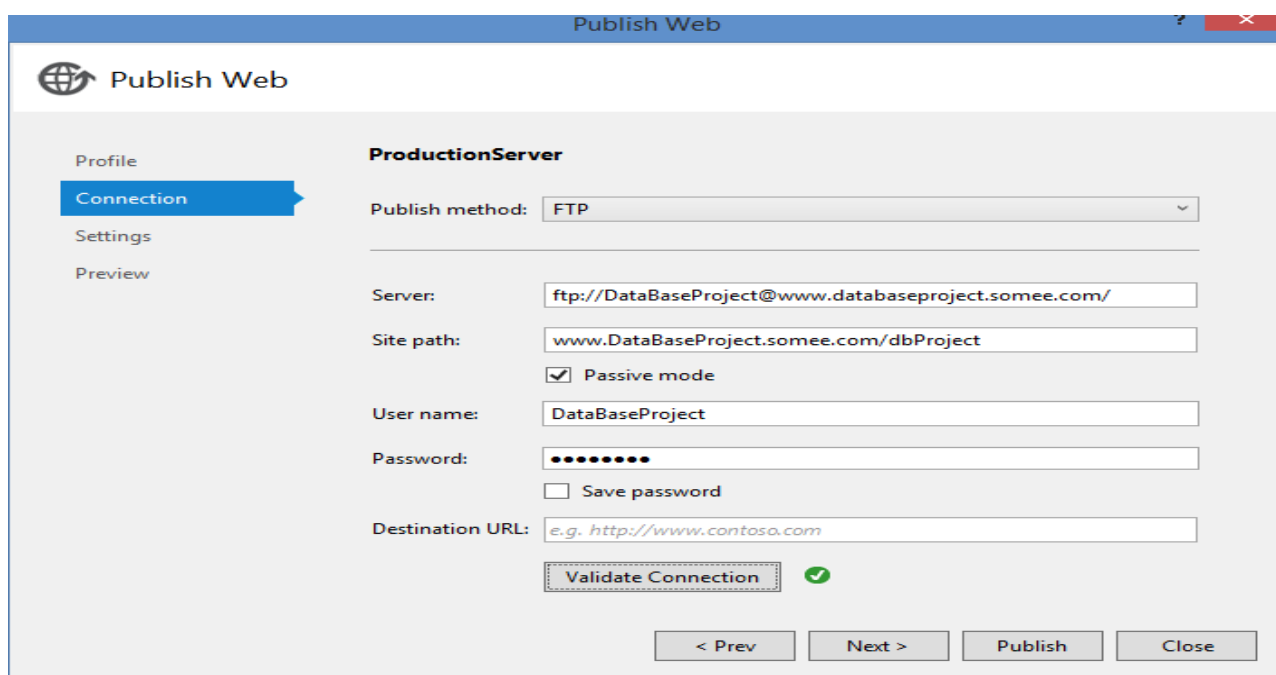 Publish Web
?
Publish Web
Profile
Connection
Settings
Preview
ProductionServer
Publish method: FTP
Server: ftp://DataBaseProject@www.databaseproject.somee.com/
Site path: www.DataBaseProject.somee.com/dbProject
Passive mode
User name: DataBaseProject
Password: ••••••••
Save password
Destination URL: e.g. http://www.contoso.com
Validate Connection
< Prev Next > Publish Close